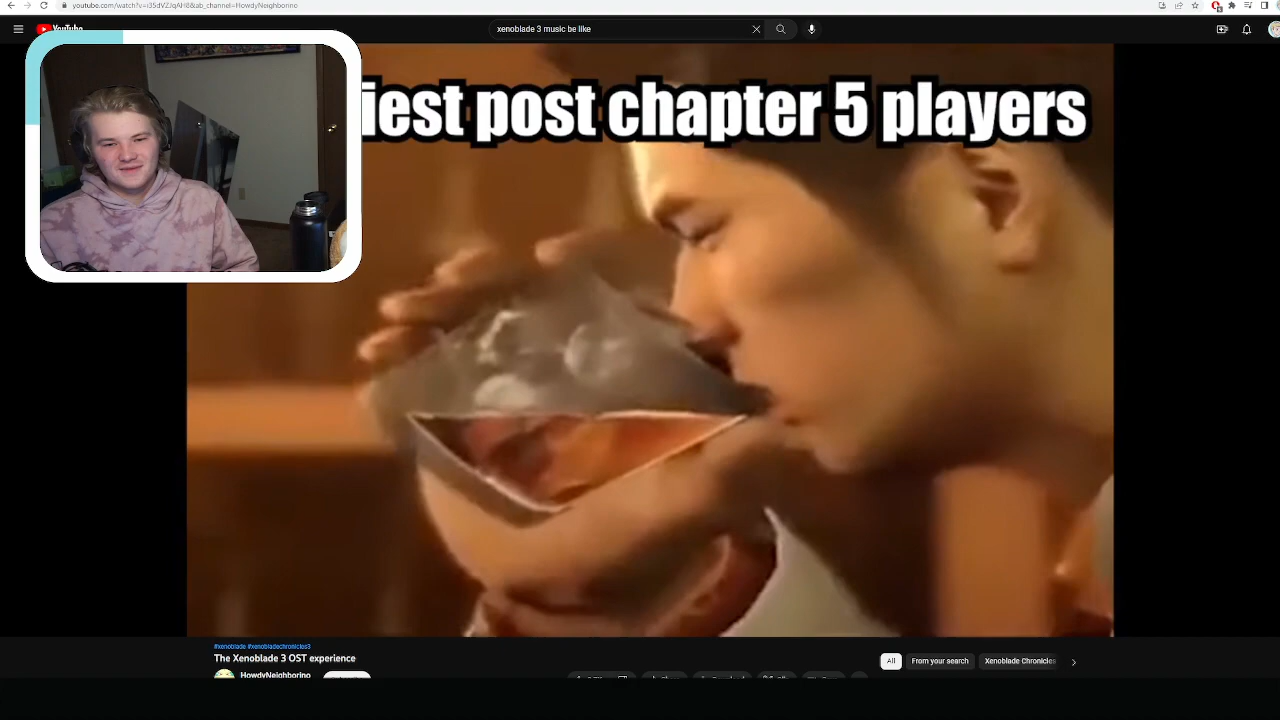 youtube.com/watch?v=i35dVZJqAH8&ab_channel=HowdyNeighborino
YouTube
xenoblade 3 music be like
iest post chapter 5 players
#xenoblade #xenobladechronicles3
The Xenoblade 3 OST experience
HowdyNeighborino
All
From your search
Xenoblade Chronicles